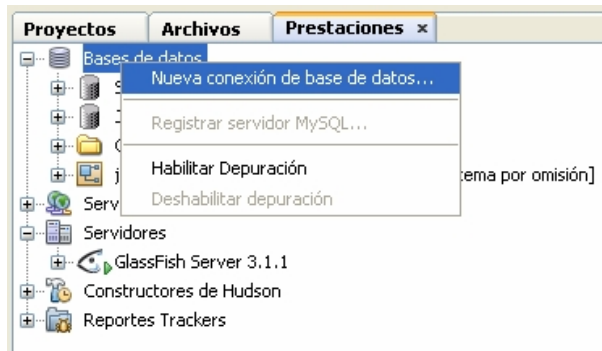 Proyectos Archivos Prestaciones ×
Bases de datos
Nueva conexión de base de datos...
Registrar servidor MySQL...
Habilitar Depuración
tema por omisión]
Deshabilitar depuración
Serv
Servidores
GlassFish Server 3.1.1
Constructores de Hudson
Reportes Trackers